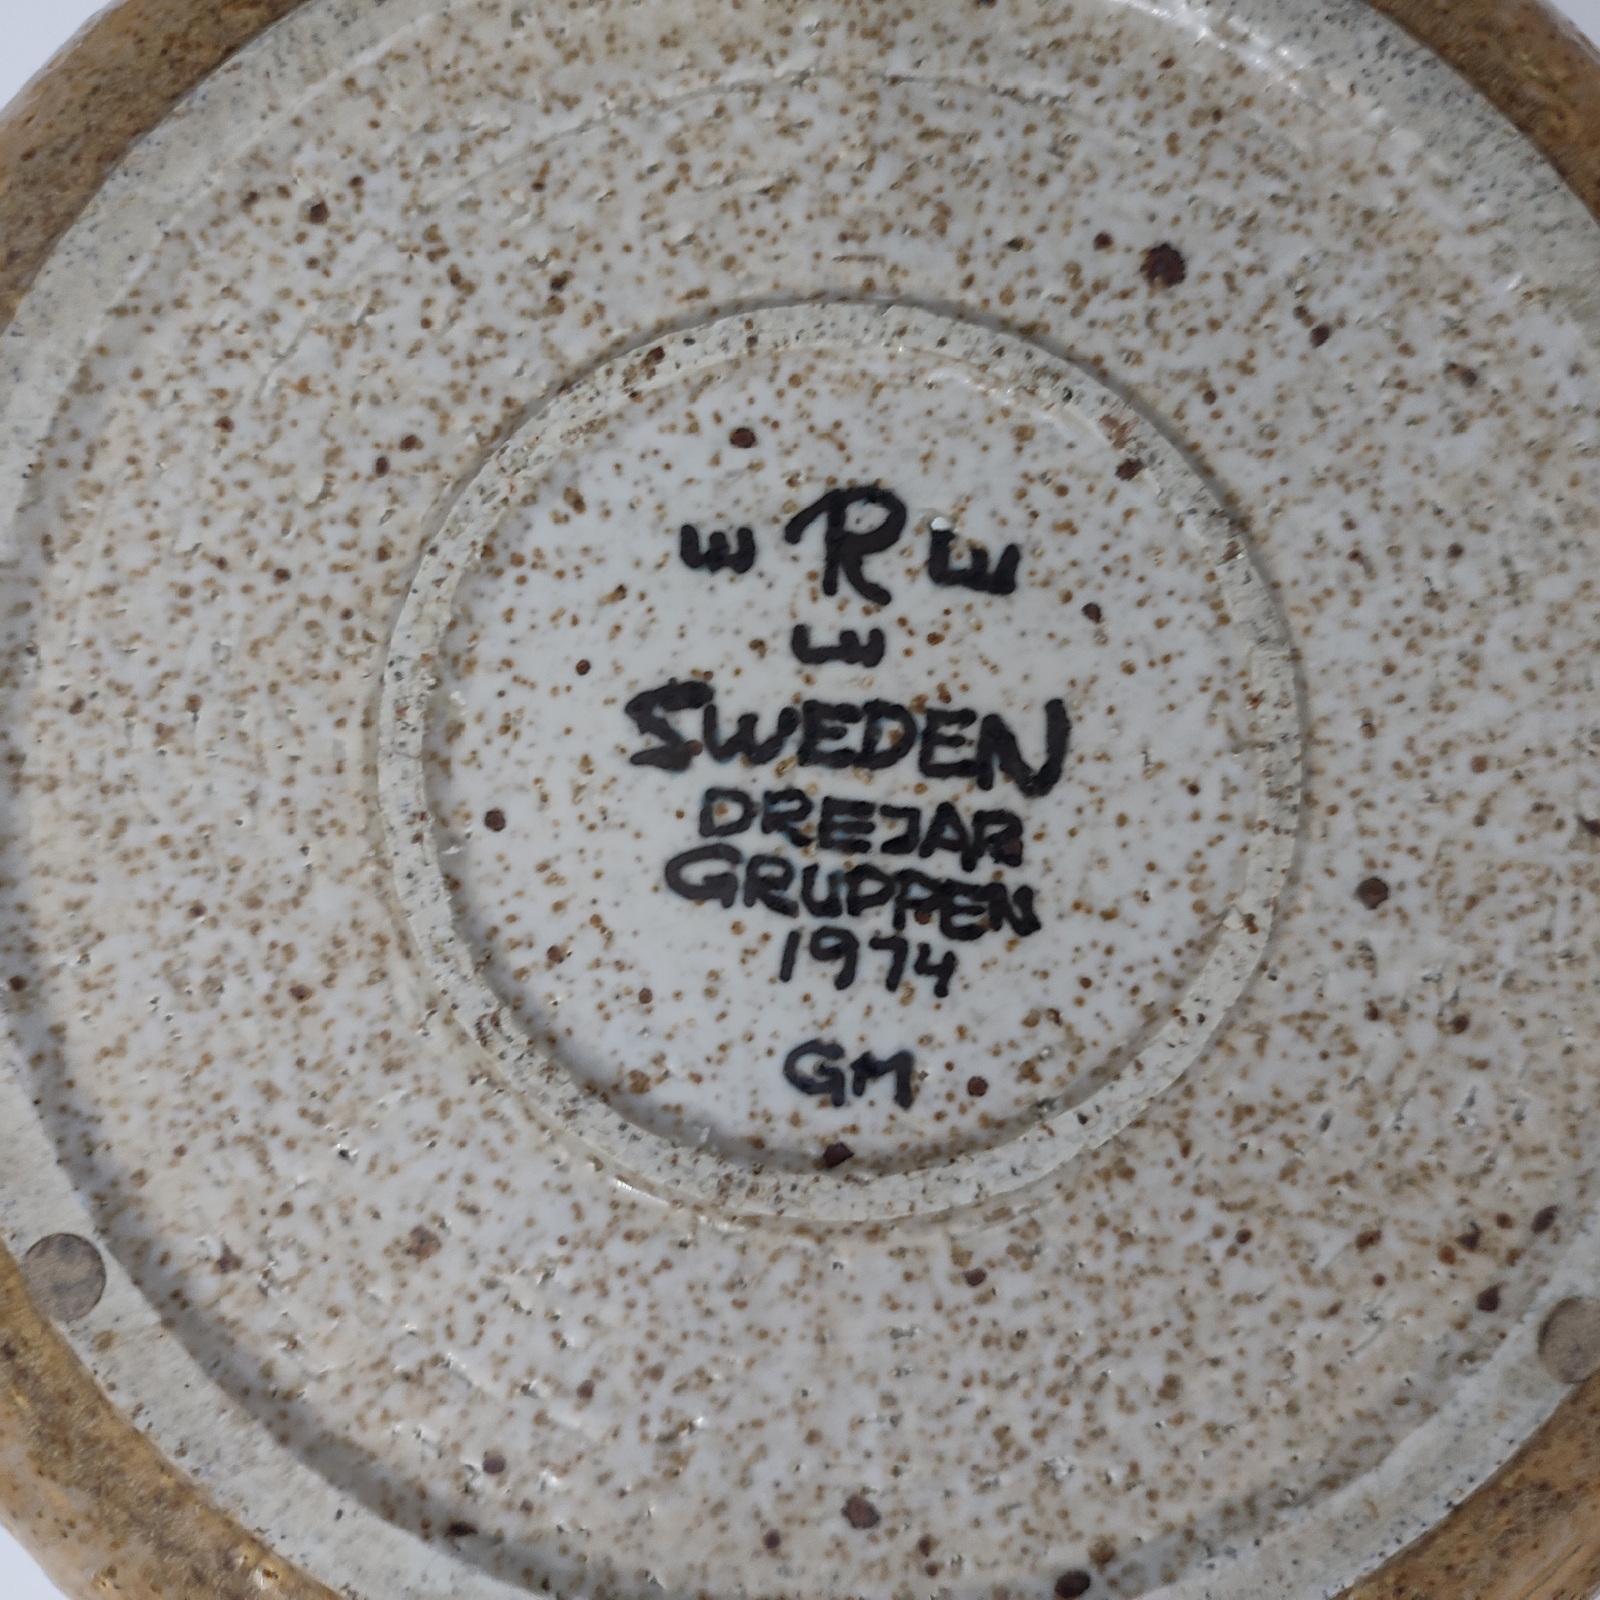 R
SWEDEN
DREJAR
GRUPPEN
1974
GM